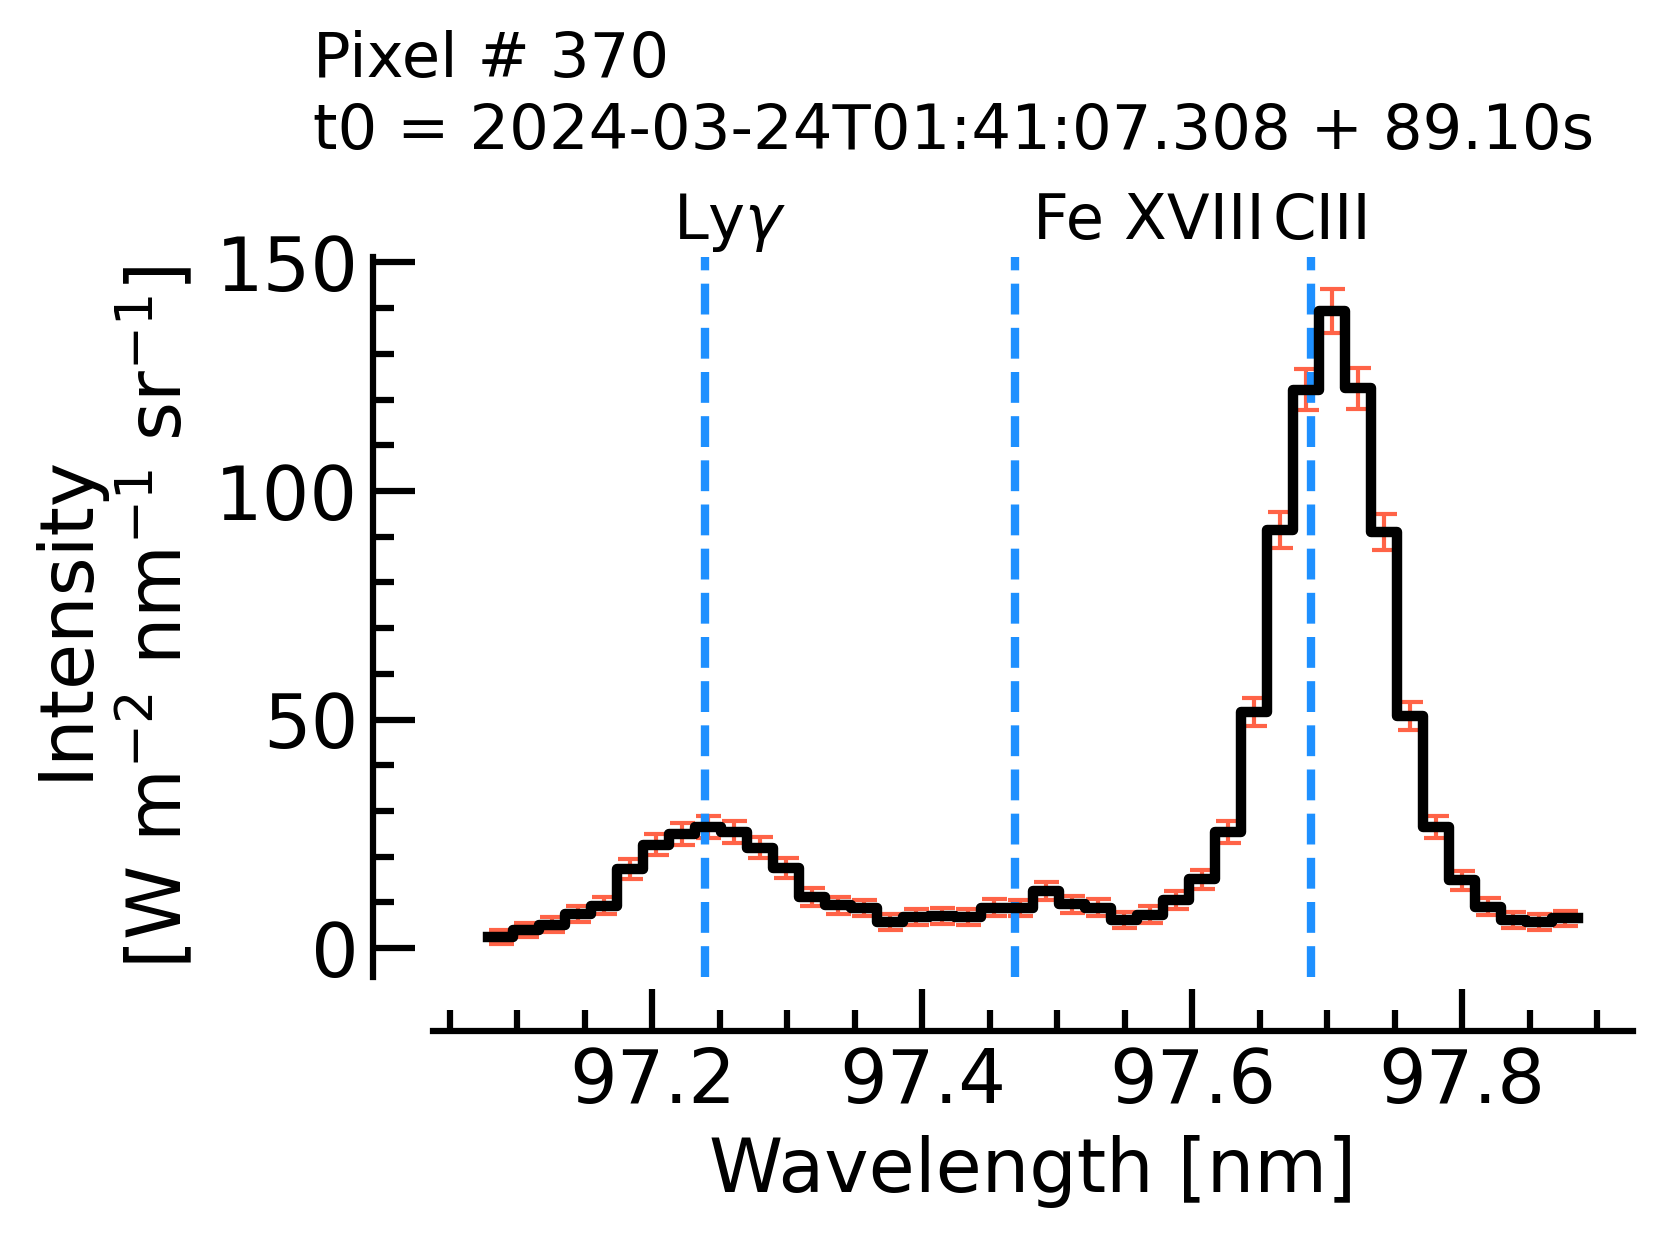 Pixel # 370
t0 = 2024-03-24T01:41:07.308 + 89.10s
Lyγ
Fe XVIII
CIII
Intensity
[W m⁻² nm⁻¹ sr⁻¹]
150
100
50
0
97.2
97.4
97.6
97.8
Wavelength [nm]